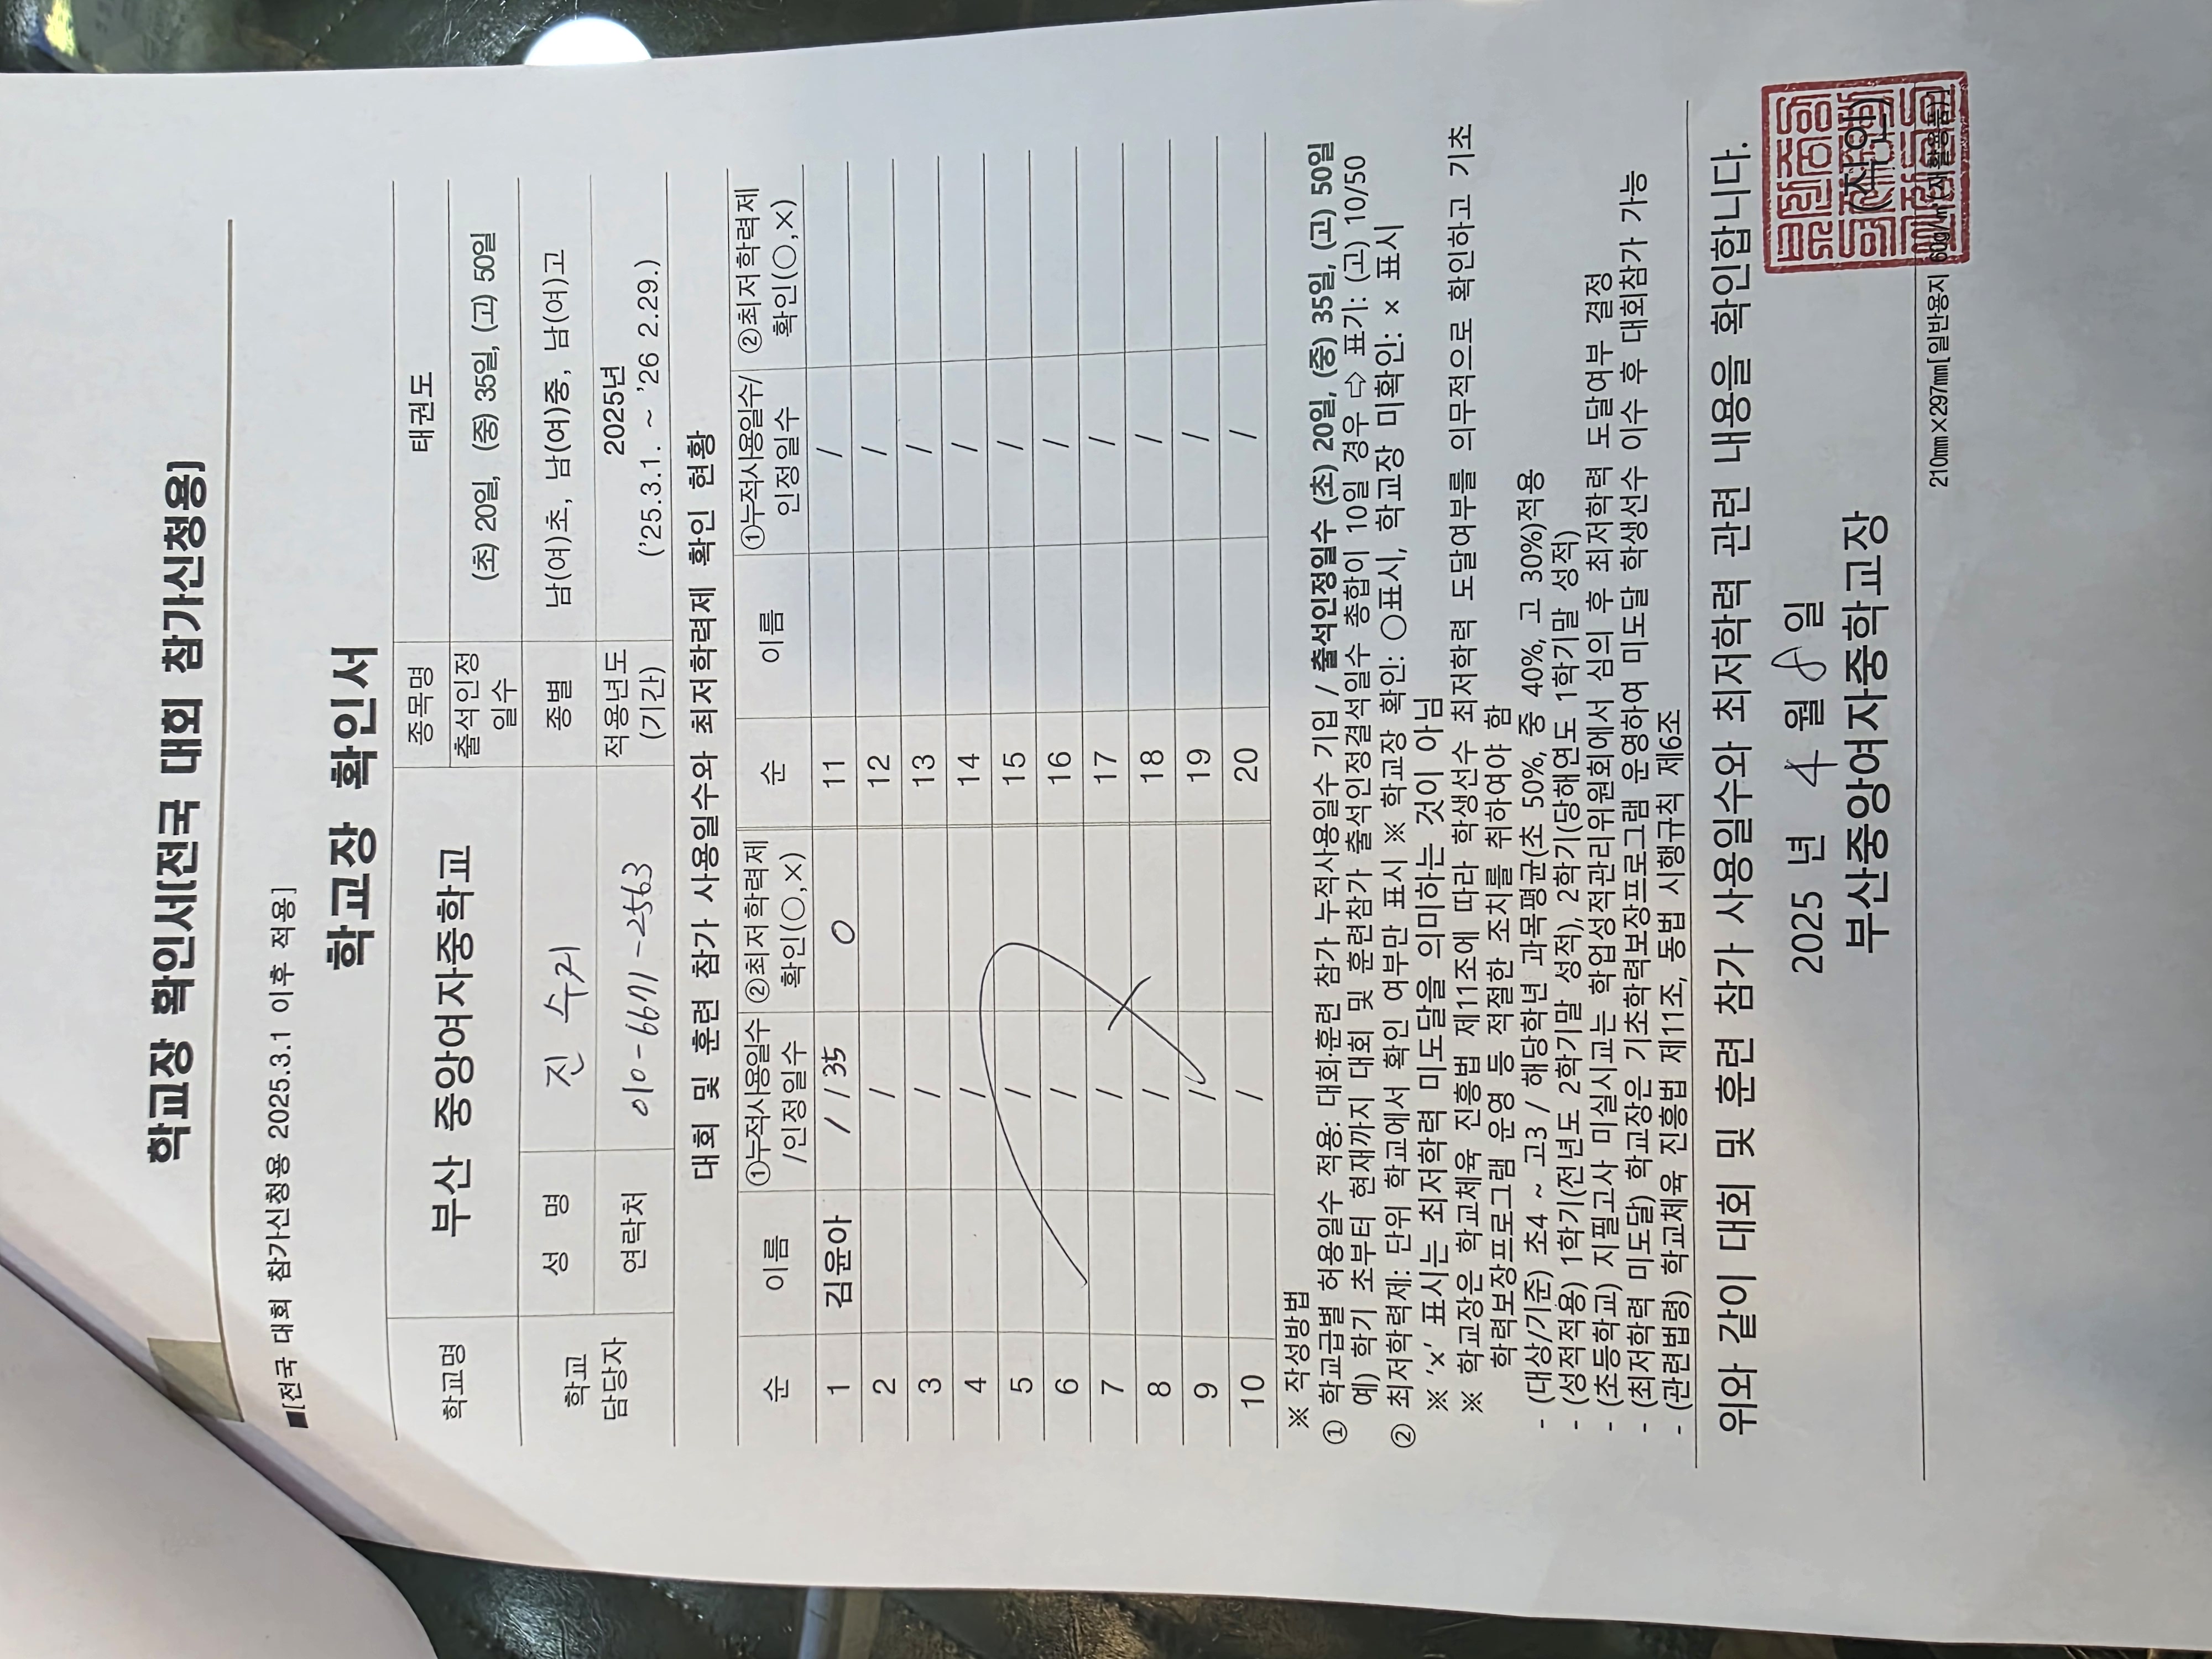 학교장 확인서[전국 대회 참가신청용]
■[전국 대회 참가신청용 2025.3.1 이후 적용]
학교장 확인서
학교명 부산 중앙여자중학교 종목명 태권도
출석인정일수 (초) 20일, (중) 35일, (고) 50일
학교 담당자 성 명 진 수리 종별 남(여)초, 남(여)중, 남(여)고
연락처 010-6671-2563 적용년도 (기간) 2025년 ('25.3.1. ~ '26 2.29.)
대회 및 훈련 참가 사용일수와 최저학력제 확인 현황
순 이름 ①누적사용일수/인정일수 ②최저학력제 확인(○,×) 순 이름 ①누적사용일수/인정일수 ②최저학력제 확인(○,×)
1 김윤아 / / 35 O 11 /
2 / 12 /
3 / 13 /
4 / 14 /
5 / 15 /
6 / 16 /
7 / 17 /
8 / 18 /
9 / 19 /
10 / 20 /
※ 작성방법
① 학교급별 허용일수 적용: 대회·훈련 참가 누적사용일수 기입 / 출석인정일수 (초) 20일, (중) 35일, (고) 50일
예) 학기 초부터 현재까지 대회 및 훈련참가 출석인정결석일수 총합이 10일 경우 ⇨ 표기: (고) 10/50
② 최저학력제: 단위 학교에서 확인 여부만 표시 ※ 학교장 확인: ○표시, 학교장 미확인: × 표시
※ '×' 표시는 최저학력 미도달을 의미하는 것이 아님
※ 학교장은 학교체육 진흥법 제11조에 따라 학생선수 최저학력 도달여부를 의무적으로 확인하고 기초
학력보장프로그램 운영 등 적절한 조치를 취하여야 함
- (대상/기준) 초4 ~ 고3 / 해당학년 과목평균(초 50%, 중 40%, 고 30%)적용
- (성적적용) 1학기(전년도 2학기말 성적), 2학기(당해연도 1학기말 성적)
- (초등학교) 지필고사 미실시교는 학업성적관리위원회에서 심의 후 최저학력 도달여부 결정
- (최저학력 미도달) 학교장은 기초학력보장프로그램 운영하여 미도달 학생선수 이수 후 대회참가 가능
- (관련법령) 학교체육 진흥법 제11조, 동법 시행규칙 제6조
위와 같이 대회 및 훈련 참가 사용일수와 최저학력 관련 내용을 확인합니다.
2025 년 4 월 8 일
부산중앙여자중학교장 (직인)
210㎜×297㎜[일반용지 60g/㎡(재활용품)]